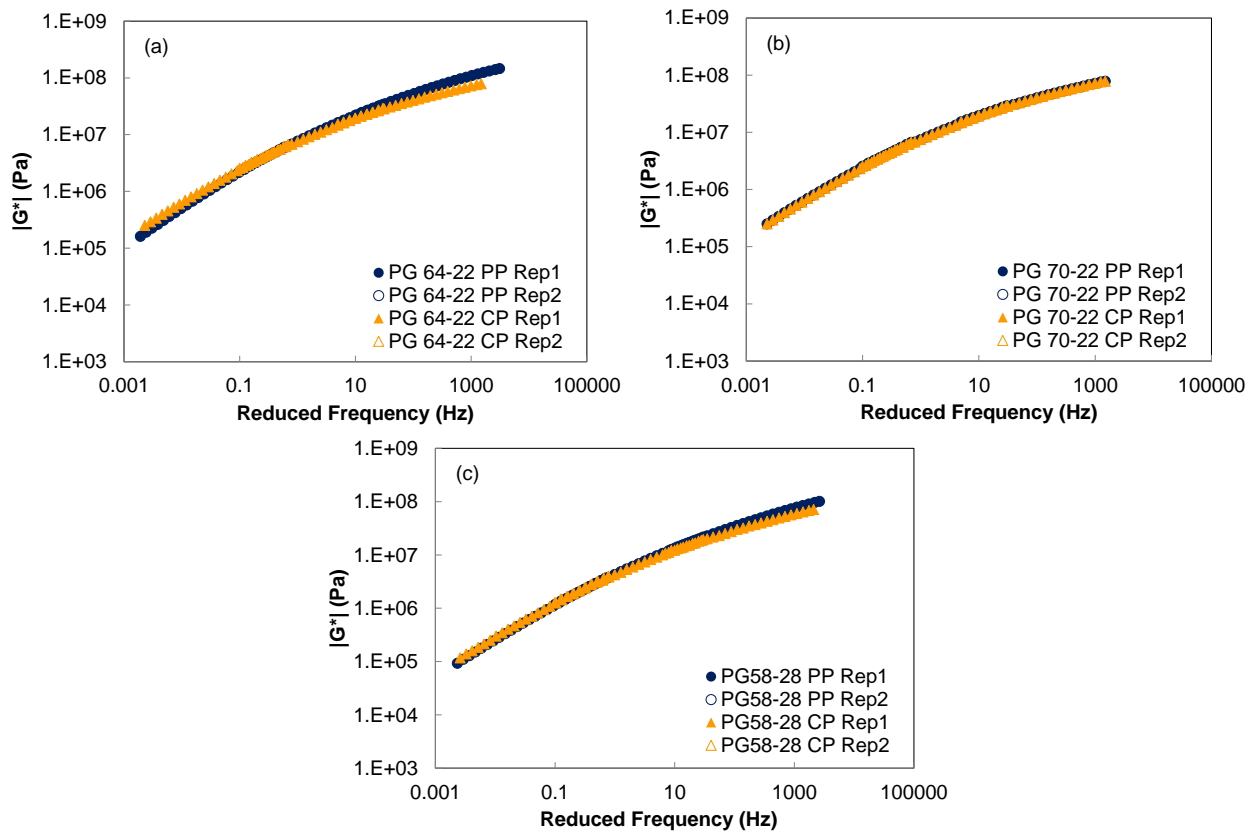 (a)
1.E+09
1.E+08
1.E+07
1.E+06
1.E+05
1.E+04
1.E+03
|G*| (Pa)
PG 64-22 PP Rep1
PG 64-22 PP Rep2
PG 64-22 CP Rep1
PG 64-22 CP Rep2
0.001 0.1 10 1000 100000
Reduced Frequency (Hz)
(b)
1.E+09
1.E+08
1.E+07
1.E+06
1.E+05
1.E+04
1.E+03
|G*| (Pa)
PG 70-22 PP Rep1
PG 70-22 PP Rep2
PG 70-22 CP Rep1
PG 70-22 CP Rep2
0.001 0.1 10 1000 100000
Reduced Frequency (Hz)
(c)
1.E+09
1.E+08
1.E+07
1.E+06
1.E+05
1.E+04
1.E+03
|G*| (Pa)
PG58-28 PP Rep1
PG58-28 PP Rep2
PG58-28 CP Rep1
PG58-28 CP Rep2
0.001 0.1 10 1000 100000
Reduced Frequency (Hz)